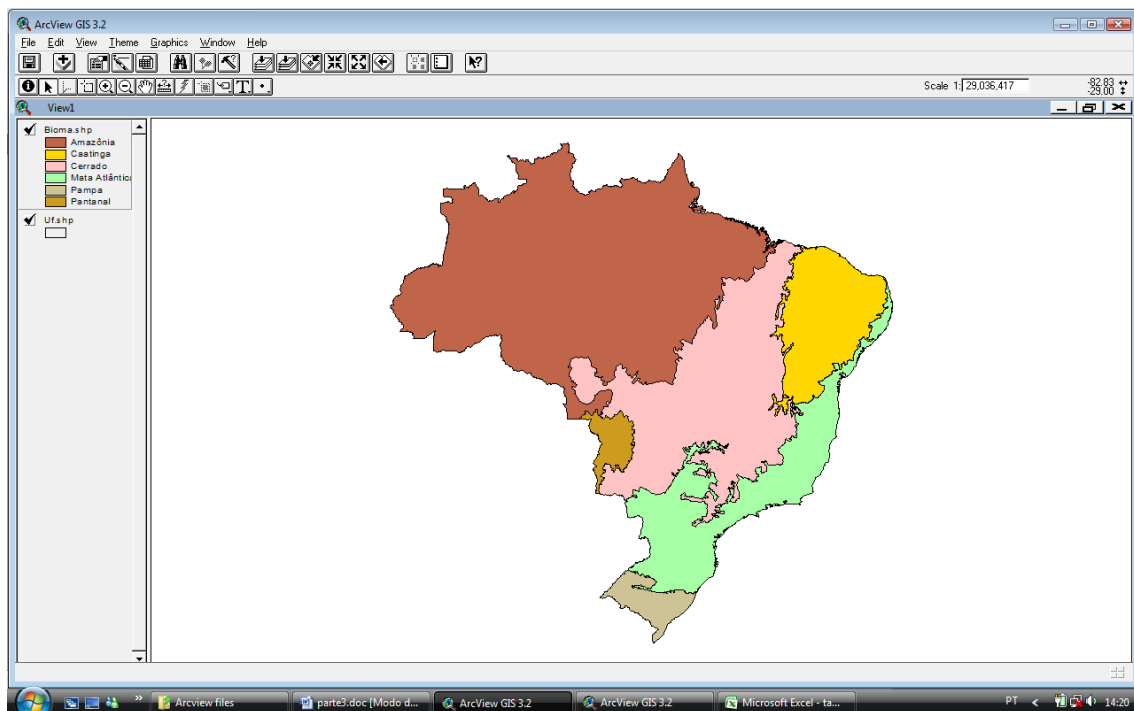 ArcView GIS 3.2
File Edit View Theme Graphics Window Help
Scale 1: 29,036,417
-82.83
-29.00
View1
Bioma.shp
Amazônia
Caatinga
Cerrado
Mata Atlântica
Pampa
Pantanal
Uf.shp
Arcview files
parte3.doc [Modo d...
ArcView GIS 3.2
ArcView GIS 3.2
Microsoft Excel - ta...
PT
14:20